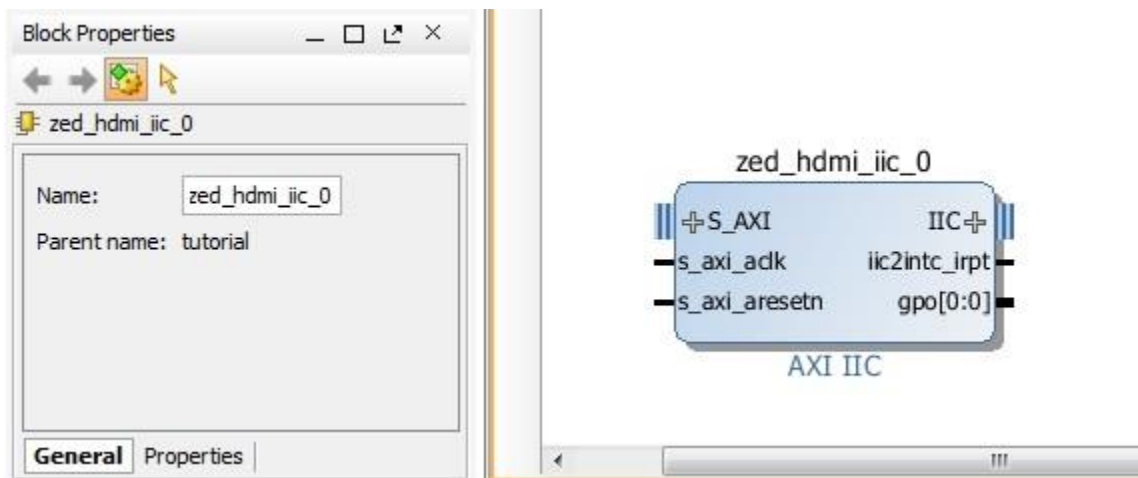 Block Properties
zed_hdmi_iic_0
Name: zed_hdmi_iic_0
Parent name: tutorial
General Properties
zed_hdmi_iic_0
S_AXI IIC
s_axi_aclk iic2intc_irpt
s_axi_aresetn gpo[0:0]
AXI IIC